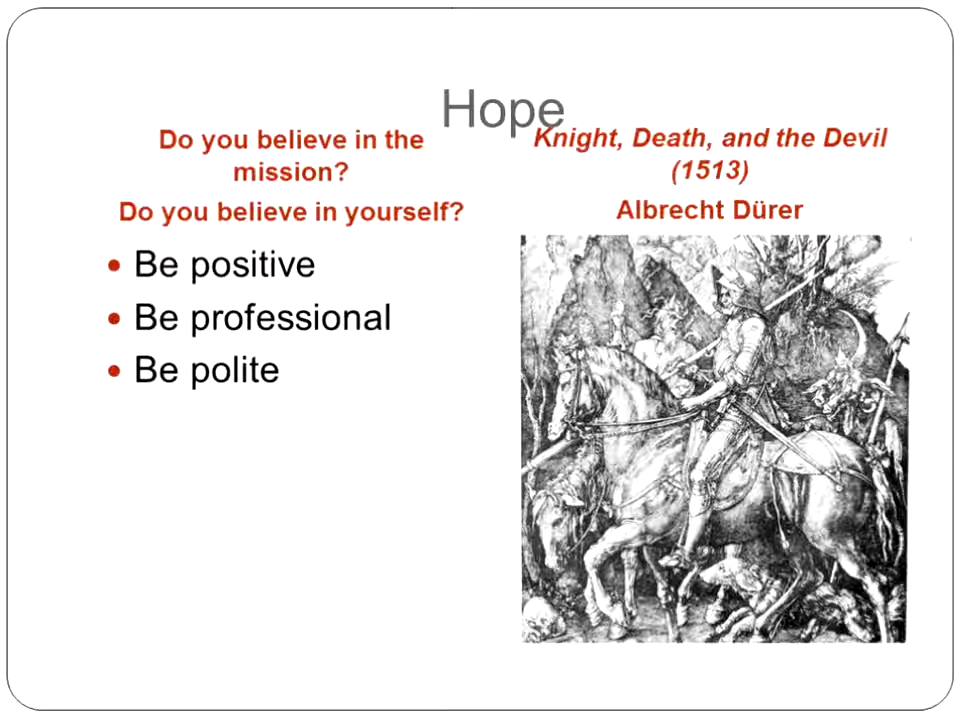 Hope
Do you believe in the
mission?
Do you believe in yourself?
• Be positive
• Be professional
• Be polite
Knight, Death, and the Devil
(1513)
Albrecht Dürer